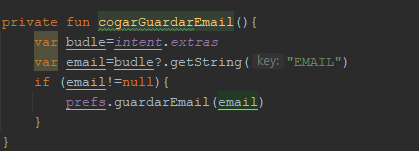 private fun cogarGuardarEmail(){
    var budle=intent.extras
    var email=budle?.getString( key: "EMAIL")
    if (email!=null){
        prefs.guardarEmail(email)
    }
}